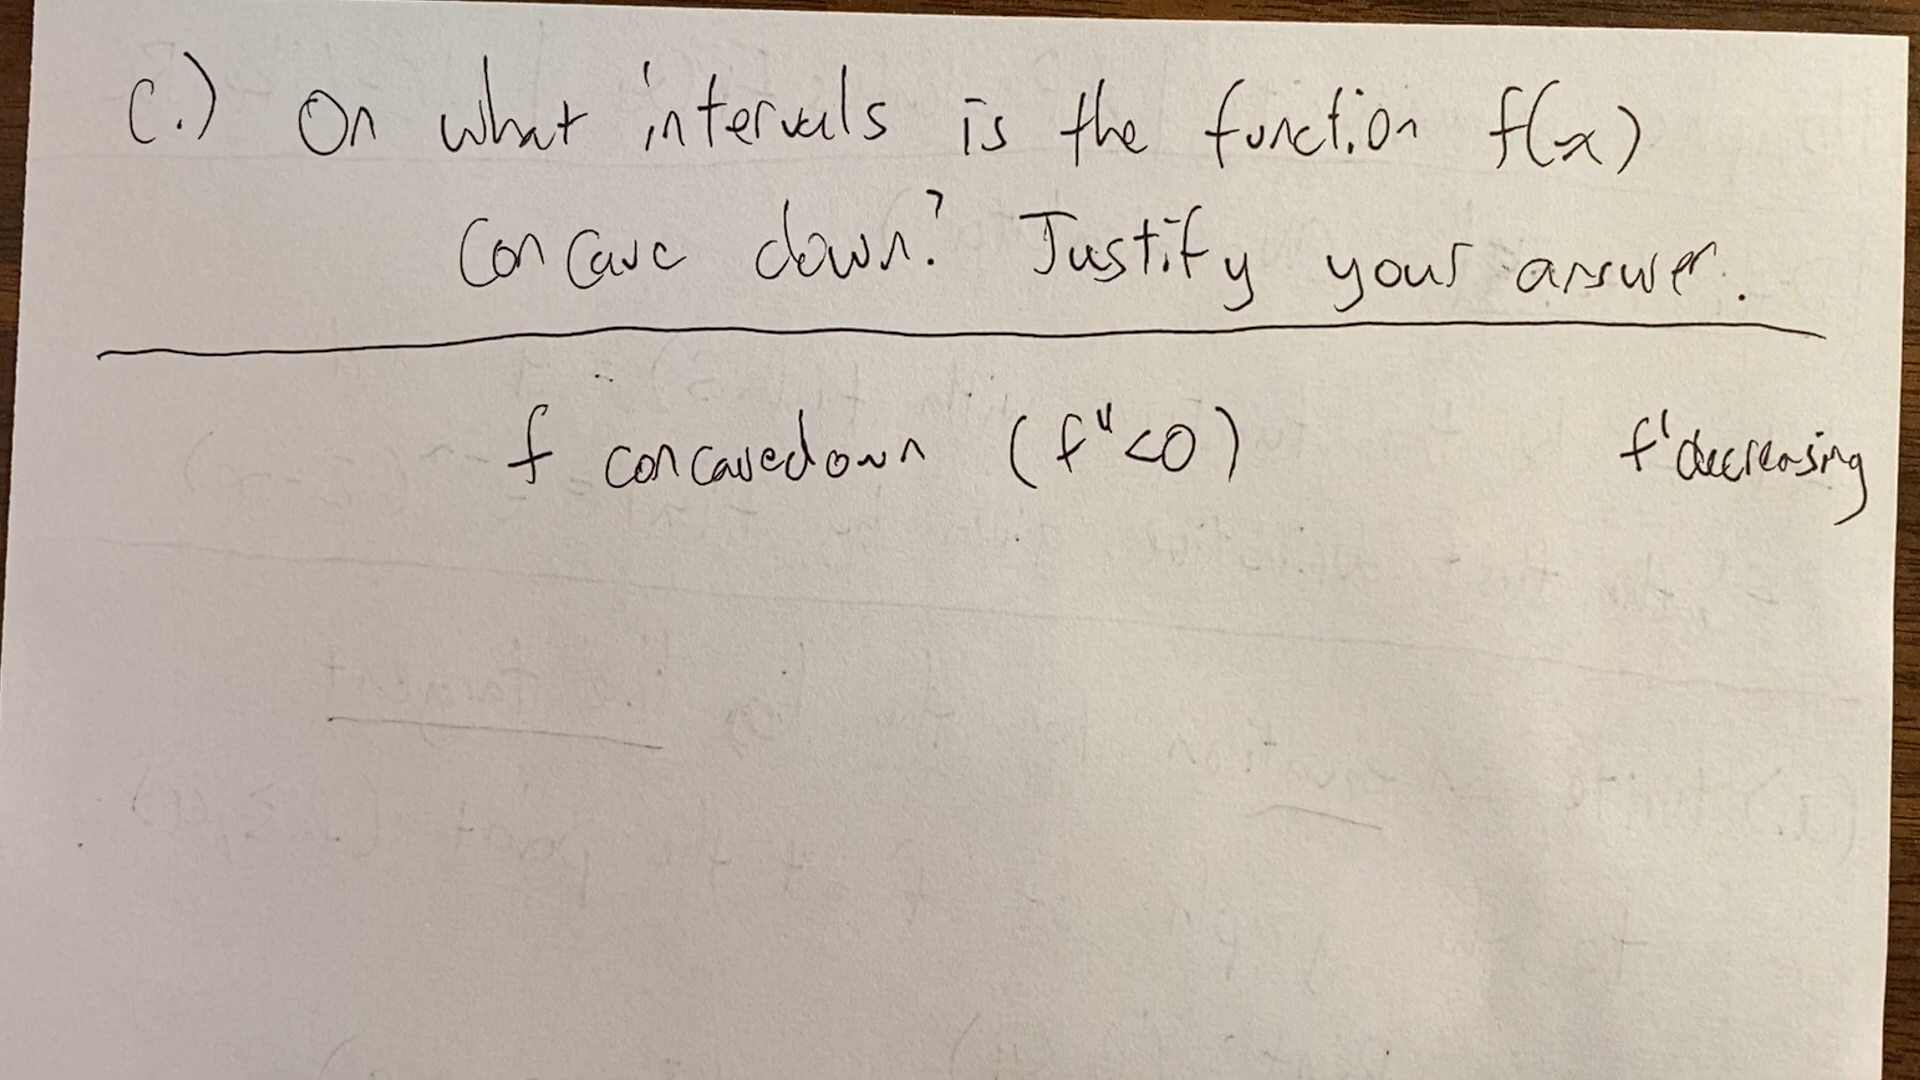 C.) On what intervals is the function f(x)
concave down? Justify your answer.
f concavedown (f"<0) f'decreasing